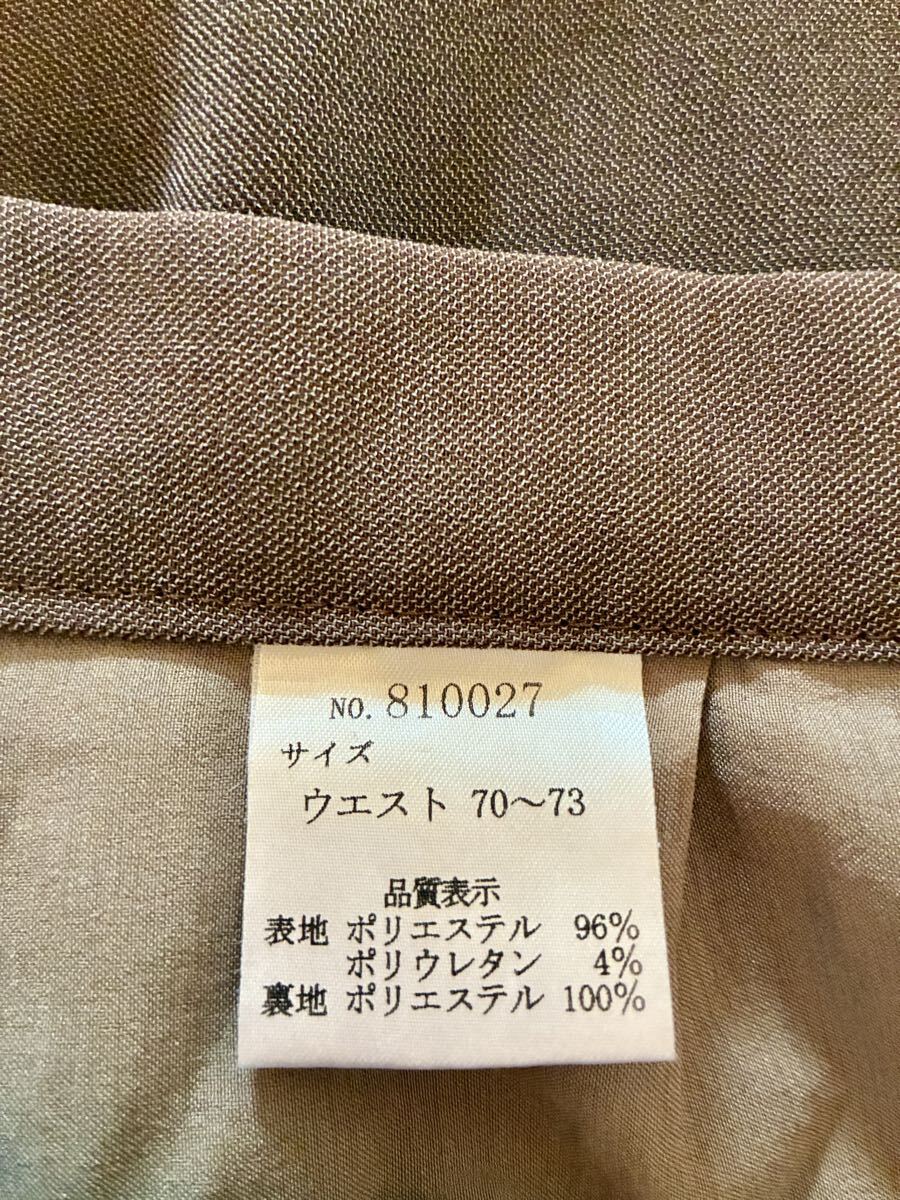 NO. 810027
サイズ
ウエスト 70〜73
品質表示
表地 ポリエステル 96%
ポリウレタン 4%
裏地 ポリエステル 100%